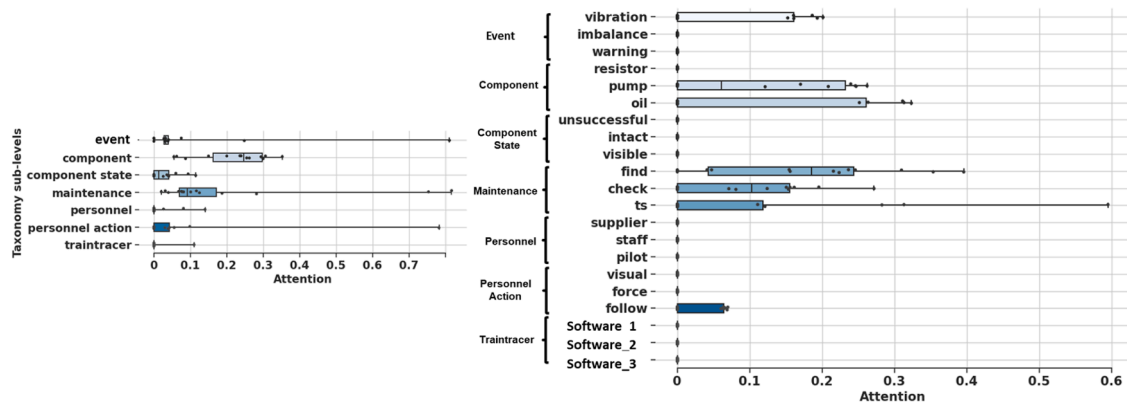 Taxonomy sub-levels
event
component
component state
maintenance
personnel
personnel action
traintracer
0 0.1 0.2 0.3 0.4 0.5 0.6 0.7
Attention
Event
Component
Component
State
Maintenance
Personnel
Personnel
Action
Traintracer
vibration
imbalance
warning
resistor
pump
oil
unsuccessful
intact
visible
find
check
ts
supplier
staff
pilot
visual
force
follow
Software_1
Software_2
Software_3
0 0.1 0.2 0.3 0.4 0.5 0.6
Attention